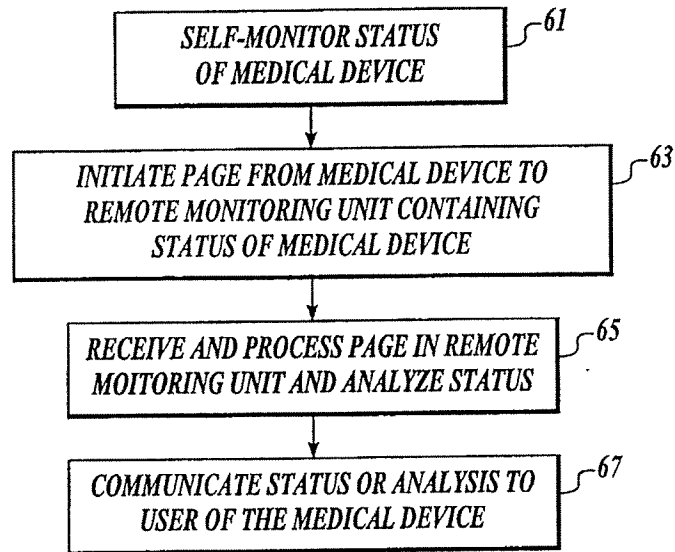 SELF-MONITOR STATUS
OF MEDICAL DEVICE
61
INITIATE PAGE FROM MEDICAL DEVICE TO
REMOTE MONITORING UNIT CONTAINING
STATUS OF MEDICAL DEVICE
63
RECEIVE AND PROCESS PAGE IN REMOTE
MOITORING UNIT AND ANALYZE STATUS
65
COMMUNICATE STATUS OR ANALYSIS TO
USER OF THE MEDICAL DEVICE
67